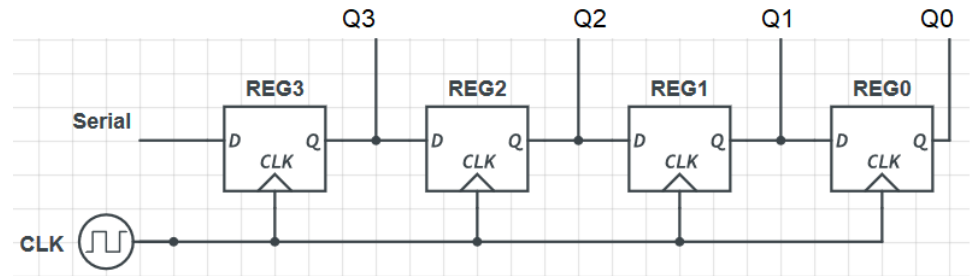 Q3 Q2 Q1 Q0
REG3 REG2 REG1 REG0
Serial
D Q D Q D Q D Q
CLK CLK CLK CLK
CLK